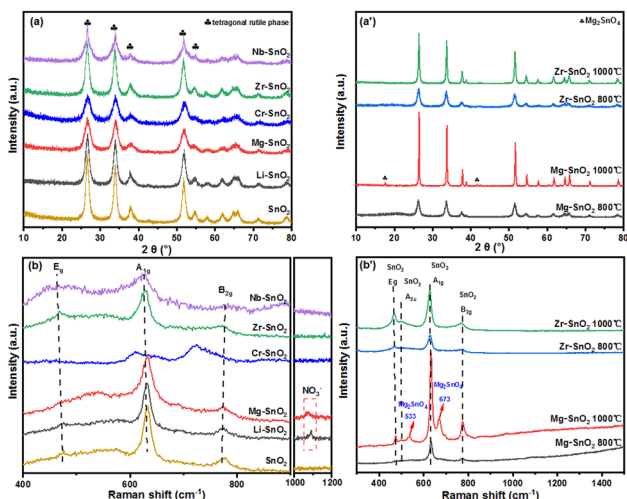 (a)
♣tetragonal rutile phase
Nb-SnO₂
Zr-SnO₂
Cr-SnO₂
Mg-SnO₂
Li-SnO₂
SnO₂
Intensity (a.u.)
10 20 30 40 50 60 70 80
2 θ (°)
(a')
♣Mg₂SnO₄
Zr-SnO₂ 1000℃
Zr-SnO₂ 800℃
Mg-SnO₂ 1000℃
Mg-SnO₂ 800℃
Intensity (a.u.)
10 20 30 40 50 60 70 80
2 θ (°)
(b)
Eg
A1g
B2g
Nb-SnO₂
Zr-SnO₂
Cr-SnO₂
NO₃⁻
Mg-SnO₂
Li-SnO₂
SnO₂
Intensity (a.u.)
400 600 800 1000 1200
Raman shift (cm⁻¹)
(b')
SnO₂
Eg
SnO₂
A2u
SnO₂
A1g
SnO₂
B2g
Zr-SnO₂ 1000℃
Zr-SnO₂ 800℃
Mg₂SnO₄
533
Mg₂SnO₄
673
Mg-SnO₂ 1000℃
Mg-SnO₂ 800℃
Intensity (a.u.)
300 600 900 1200 1500
Raman shift (cm⁻¹)